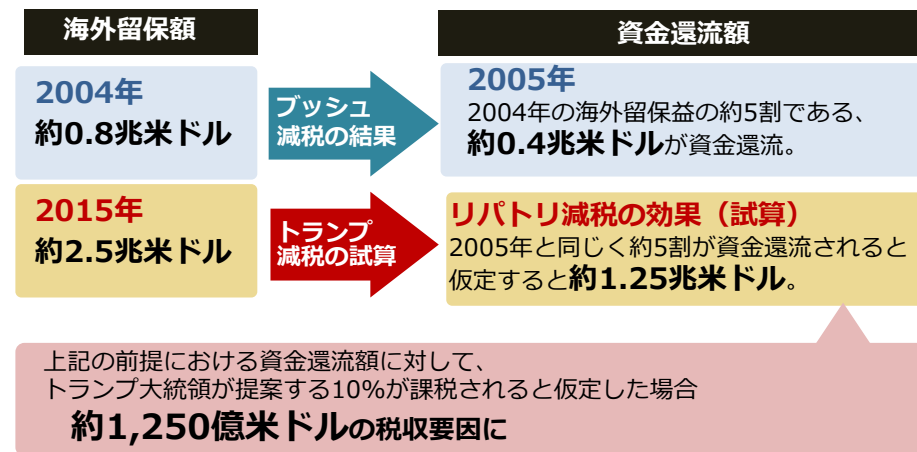 海外留保額
資金還流額
2004年
約0.8兆米ドル
ブッシュ
減税の結果
2005年
2004年の海外留保益の約5割である、
約0.4兆米ドルが資金還流。
2015年
約2.5兆米ドル
トランプ
減税の試算
リパトリ減税の効果（試算）
2005年と同じく約5割が資金還流されると
仮定すると約1.25兆米ドル。
上記の前提における資金還流額に対して、
トランプ大統領が提案する10%が課税されると仮定した場合
約1,250億米ドルの税収要因に